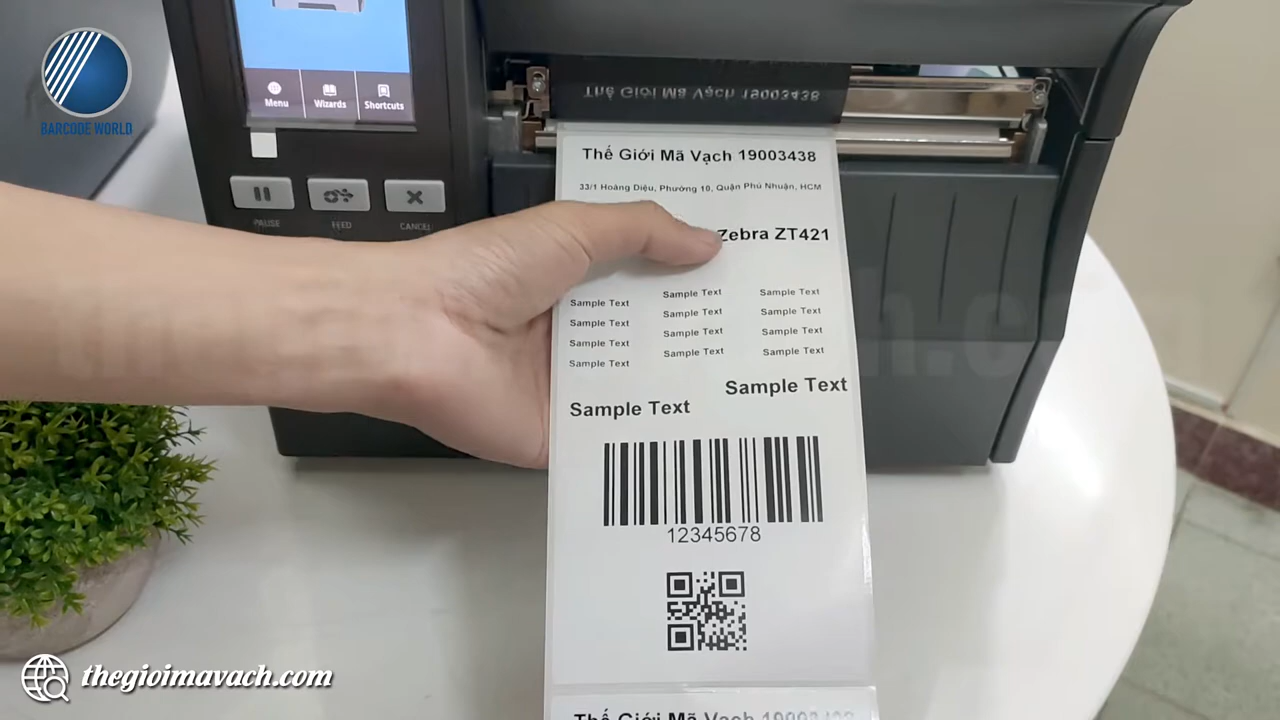 BARCODE WORLD
Menu
Wizards
Shortcuts
PAUSE
FEED
CANCEL
Thế Giới Mã Vạch 19003438
Thế Giới Mã Vạch 19003438
33/1 Hoàng Diệu, Phường 10, Quận Phú Nhuận, HCM
Zebra ZT421
Sample Text Sample Text Sample Text
Sample Text Sample Text Sample Text
Sample Text Sample Text Sample Text
Sample Text Sample Text Sample Text
Sample Text Sample Text
12345678
Thế Giới Mã Vạch 19003438
thegioimavach.com